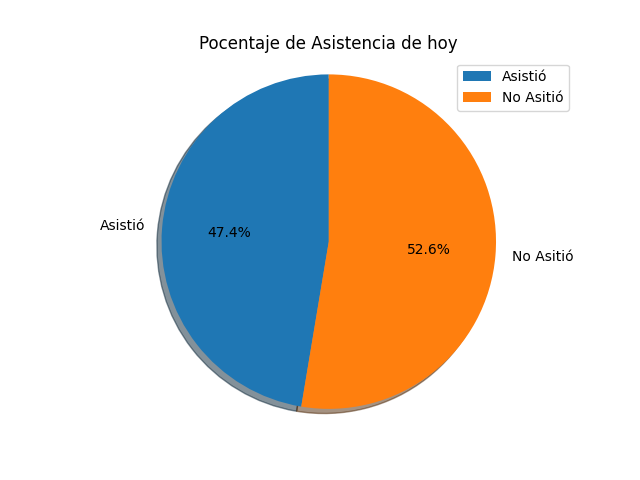 Pocentaje de Asistencia de hoy
Asistió
No Asitió
Asistió
47.4%
52.6%
No Asitió